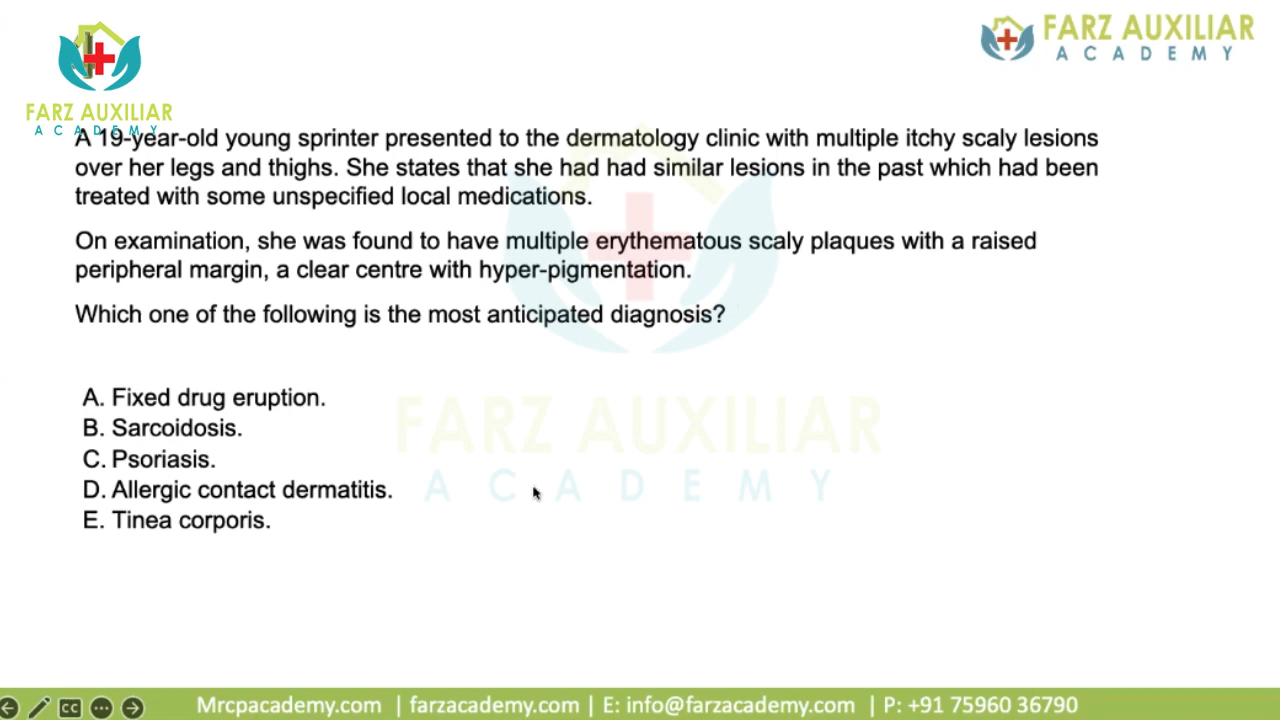 FARZ AUXILIAR
ACADEMY
FARZ AUXILIAR
ACADEMY
A 19-year-old young sprinter presented to the dermatology clinic with multiple itchy scaly lesions
over her legs and thighs. She states that she had had similar lesions in the past which had been
treated with some unspecified local medications.
On examination, she was found to have multiple erythematous scaly plaques with a raised
peripheral margin, a clear centre with hyper-pigmentation.
Which one of the following is the most anticipated diagnosis?
A. Fixed drug eruption.
B. Sarcoidosis.
C. Psoriasis.
D. Allergic contact dermatitis.
E. Tinea corporis.
FARZ AUXILIAR
ACADEMY
CC
Mrcpacademy.com | farzacademy.com | E: info@farzacademy.com | P: +91 75960 36790